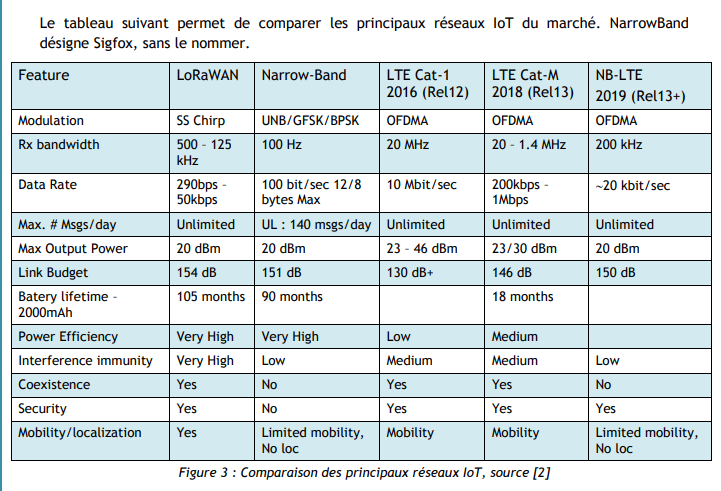 Le tableau suivant permet de comparer les principaux réseaux IoT du marché. NarrowBand
désigne Sigfox, sans le nommer.
Feature LoRaWAN Narrow-Band LTE Cat-1 2016 (Rel12) LTE Cat-M 2018 (Rel13) NB-LTE 2019 (Rel13+)
Modulation SS Chirp UNB/GFSK/BPSK OFDMA OFDMA OFDMA
Rx bandwidth 500 – 125 kHz 100 Hz 20 MHz 20 – 1.4 MHz 200 kHz
Data Rate 290bps – 50kbps 100 bit/sec 12/8 bytes Max 10 Mbit/sec 200kbps – 1Mbps ~20 kbit/sec
Max. # Msgs/day Unlimited UL : 140 msgs/day Unlimited Unlimited Unlimited
Max Output Power 20 dBm 20 dBm 23 – 46 dBm 23/30 dBm 20 dBm
Link Budget 154 dB 151 dB 130 dB+ 146 dB 150 dB
Batery lifetime – 2000mAh 105 months 90 months 18 months
Power Efficiency Very High Very High Low Medium
Interference immunity Very High Low Medium Medium Low
Coexistence Yes No Yes Yes No
Security Yes No Yes Yes Yes
Mobility/localization Yes Limited mobility, No loc Mobility Mobility Limited mobility, No loc
Figure 3 : Comparaison des principaux réseaux IoT, source [2]